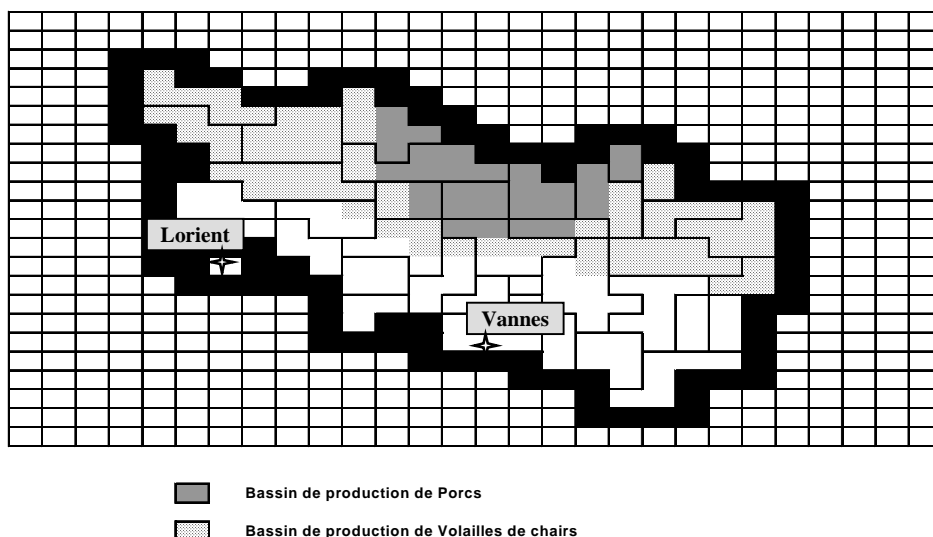 Lorient
Vannes
Bassin de production de Porcs
Bassin de production de Volailles de chairs